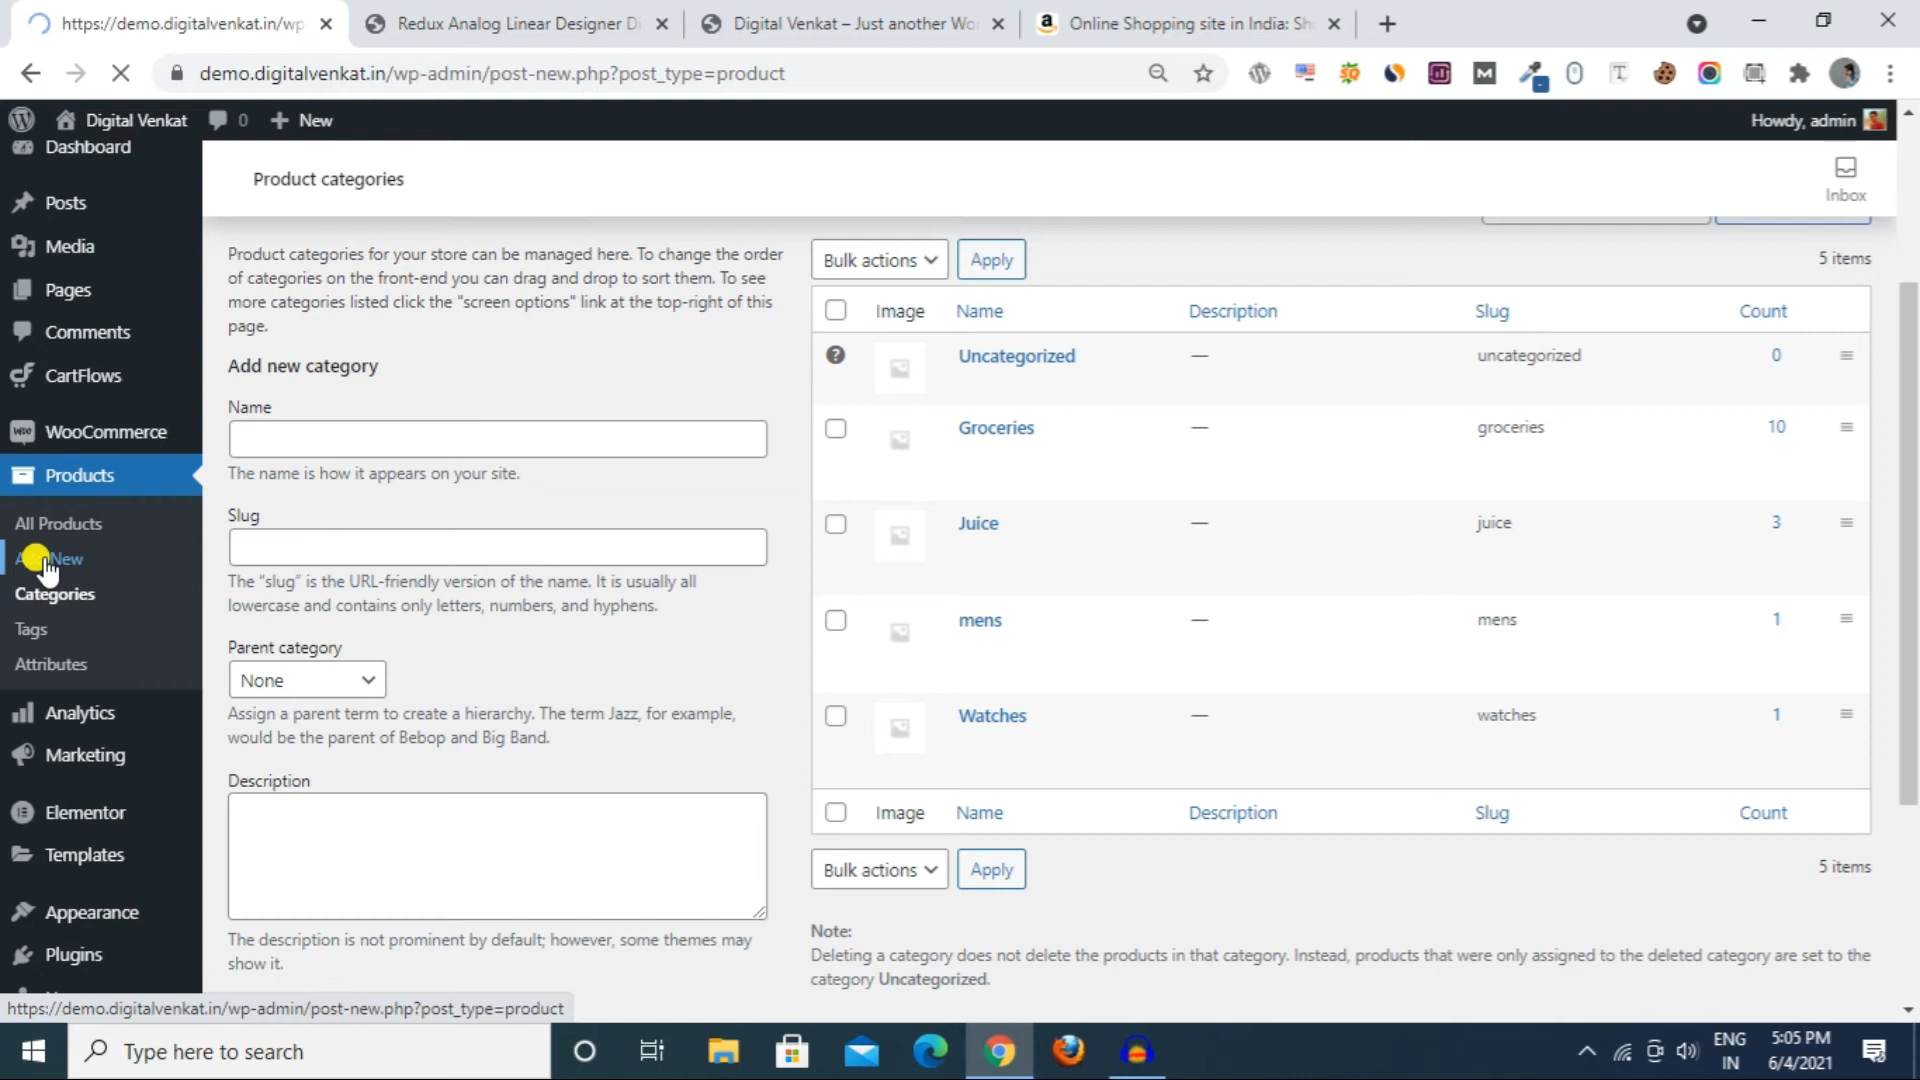 https://demo.digitalvenkat.in/wp
Redux Analog Linear Designer Di
Digital Venkat – Just another Wo
Online Shopping site in India: Sh
demo.digitalvenkat.in/wp-admin/post-new.php?post_type=product
Digital Venkat
0
New
Howdy, admin
Dashboard
Posts
Media
Pages
Comments
CartFlows
WooCommerce
Products
All Products
Add New
Categories
Tags
Attributes
Analytics
Marketing
Elementor
Templates
Appearance
Plugins
Product categories
Inbox
Product categories for your store can be managed here. To change the order
of categories on the front-end you can drag and drop to sort them. To see
more categories listed click the "screen options" link at the top-right of this
page.
Add new category
Name
The name is how it appears on your site.
Slug
The “slug” is the URL-friendly version of the name. It is usually all
lowercase and contains only letters, numbers, and hyphens.
Parent category
None
Assign a parent term to create a hierarchy. The term Jazz, for example,
would be the parent of Bebop and Big Band.
Description
The description is not prominent by default; however, some themes may
show it.
Bulk actions Apply 5 items
Image Name Description Slug Count
Uncategorized — uncategorized 0
Groceries — groceries 10
Juice — juice 3
mens — mens 1
Watches — watches 1
Image Name Description Slug Count
Bulk actions Apply 5 items
Note:
Deleting a category does not delete the products in that category. Instead, products that were only assigned to the deleted category are set to the
category Uncategorized.
https://demo.digitalvenkat.in/wp-admin/post-new.php?post_type=product
Type here to search
ENG
IN
5:05 PM
6/4/2021